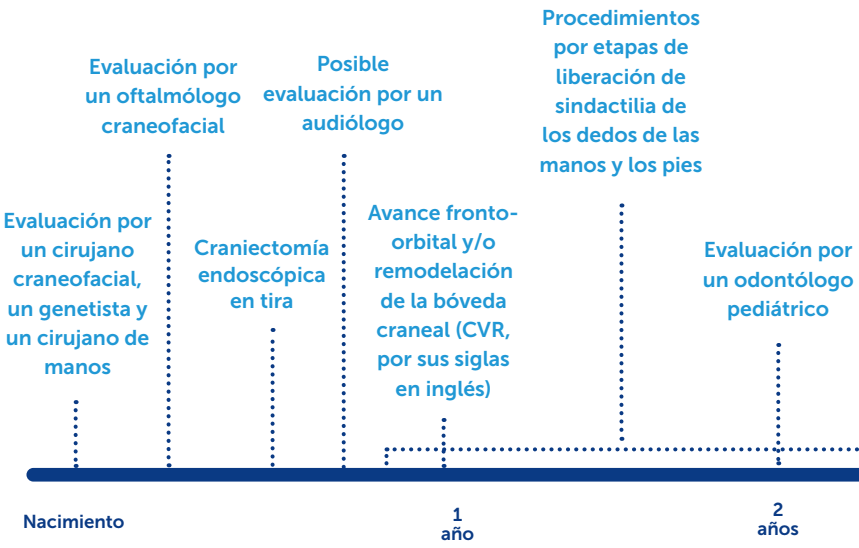 Evaluación por
un cirujano
craneofacial,
un genetista y
un cirujano de
manos
Evaluación por
un oftalmólogo
craneofacial
Craniectomía
endoscópica
en tira
Posible
evaluación por un
audiólogo
Avance fronto-
orbital y/o
remodelación
de la bóveda
craneal (CVR,
por sus siglas
en inglés)
Procedimientos
por etapas de
liberación de
sindactilia de
los dedos de las
manos y los pies
Evaluación por
un odontólogo
pediátrico
Nacimiento
1
año
2
años